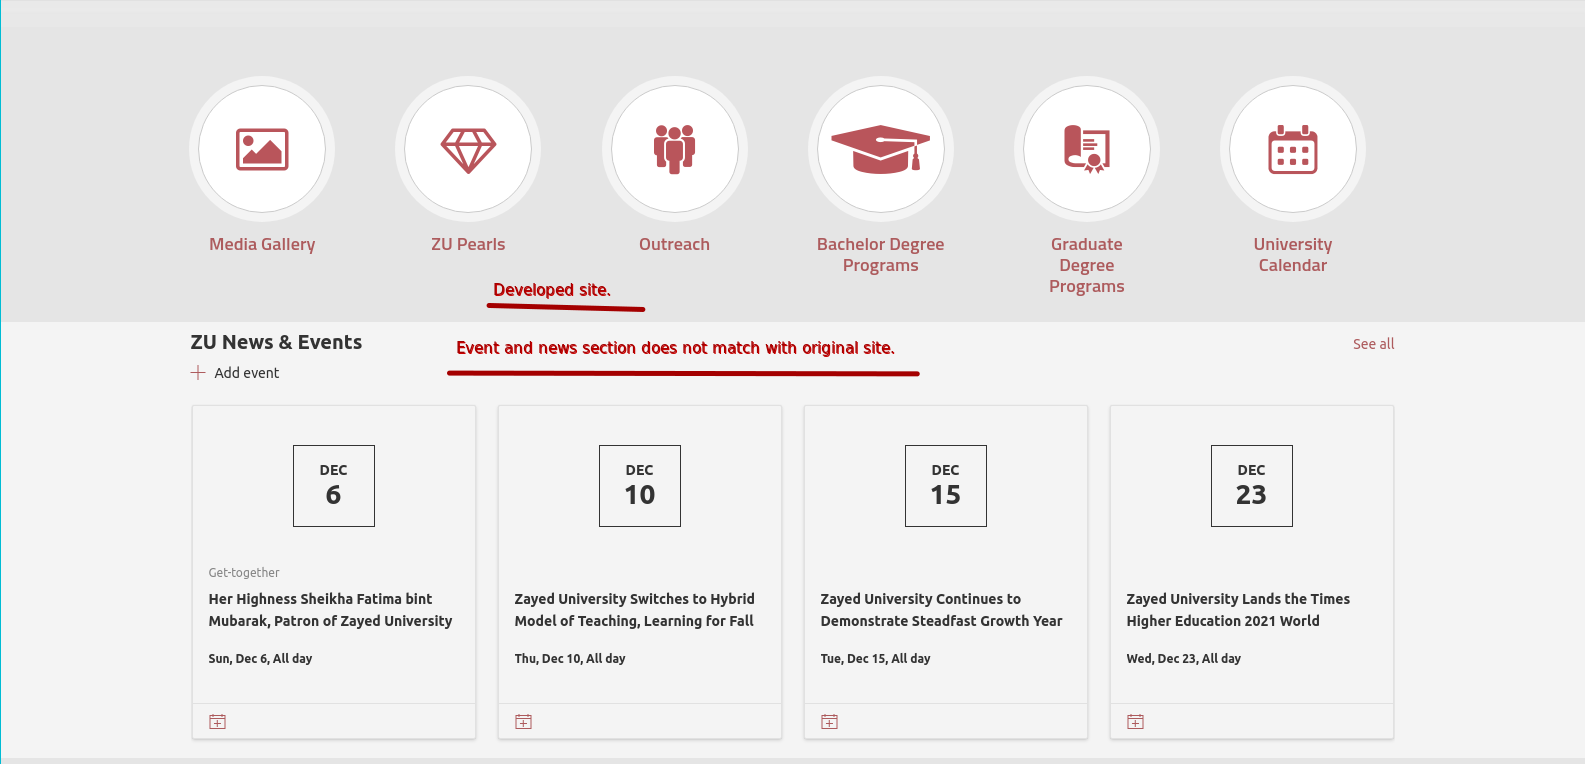 Media Gallery
ZU Pearls
Outreach
Bachelor Degree
Programs
Graduate
Degree
Programs
University
Calendar
Developed site.
ZU News & Events
Event and news section does not match with original site.
See all
Add event
DEC
6
DEC
10
DEC
15
DEC
23
Get-together
Her Highness Sheikha Fatima bint
Mubarak, Patron of Zayed University
Sun, Dec 6, All day
Zayed University Switches to Hybrid
Model of Teaching, Learning for Fall
Thu, Dec 10, All day
Zayed University Continues to
Demonstrate Steadfast Growth Year
Tue, Dec 15, All day
Zayed University Lands the Times
Higher Education 2021 World
Wed, Dec 23, All day